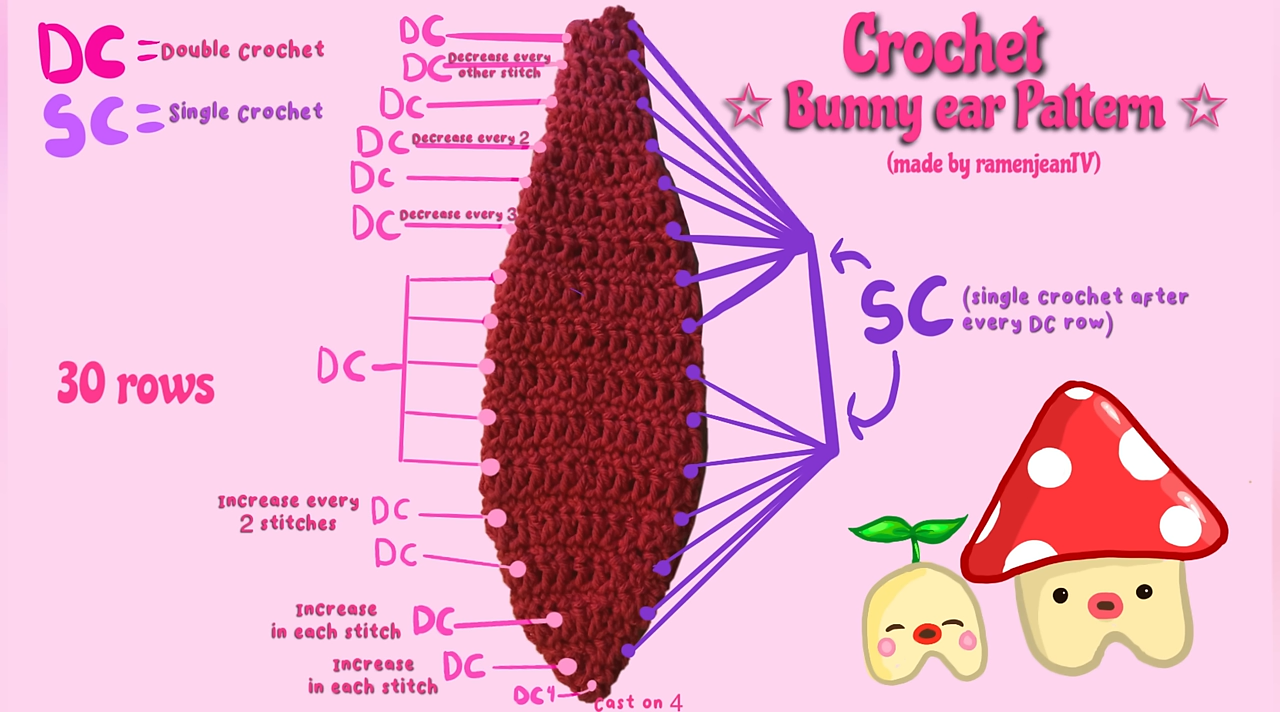 DC = Double crochet
SC = Single crochet
Crochet
☆ Bunny ear Pattern ☆
(made by ramenjeanTV)
DC
DC Decrease every
other stitch
DC
DC Decrease every 2
DC
DC Decrease every 3
SC (single crochet after
every DC row)
DC
30 rows
Increase every
2 stitches
DC
DC
Increase
in each stitch
DC
Increase
in each stitch
DC
DC 4
Cast on 4